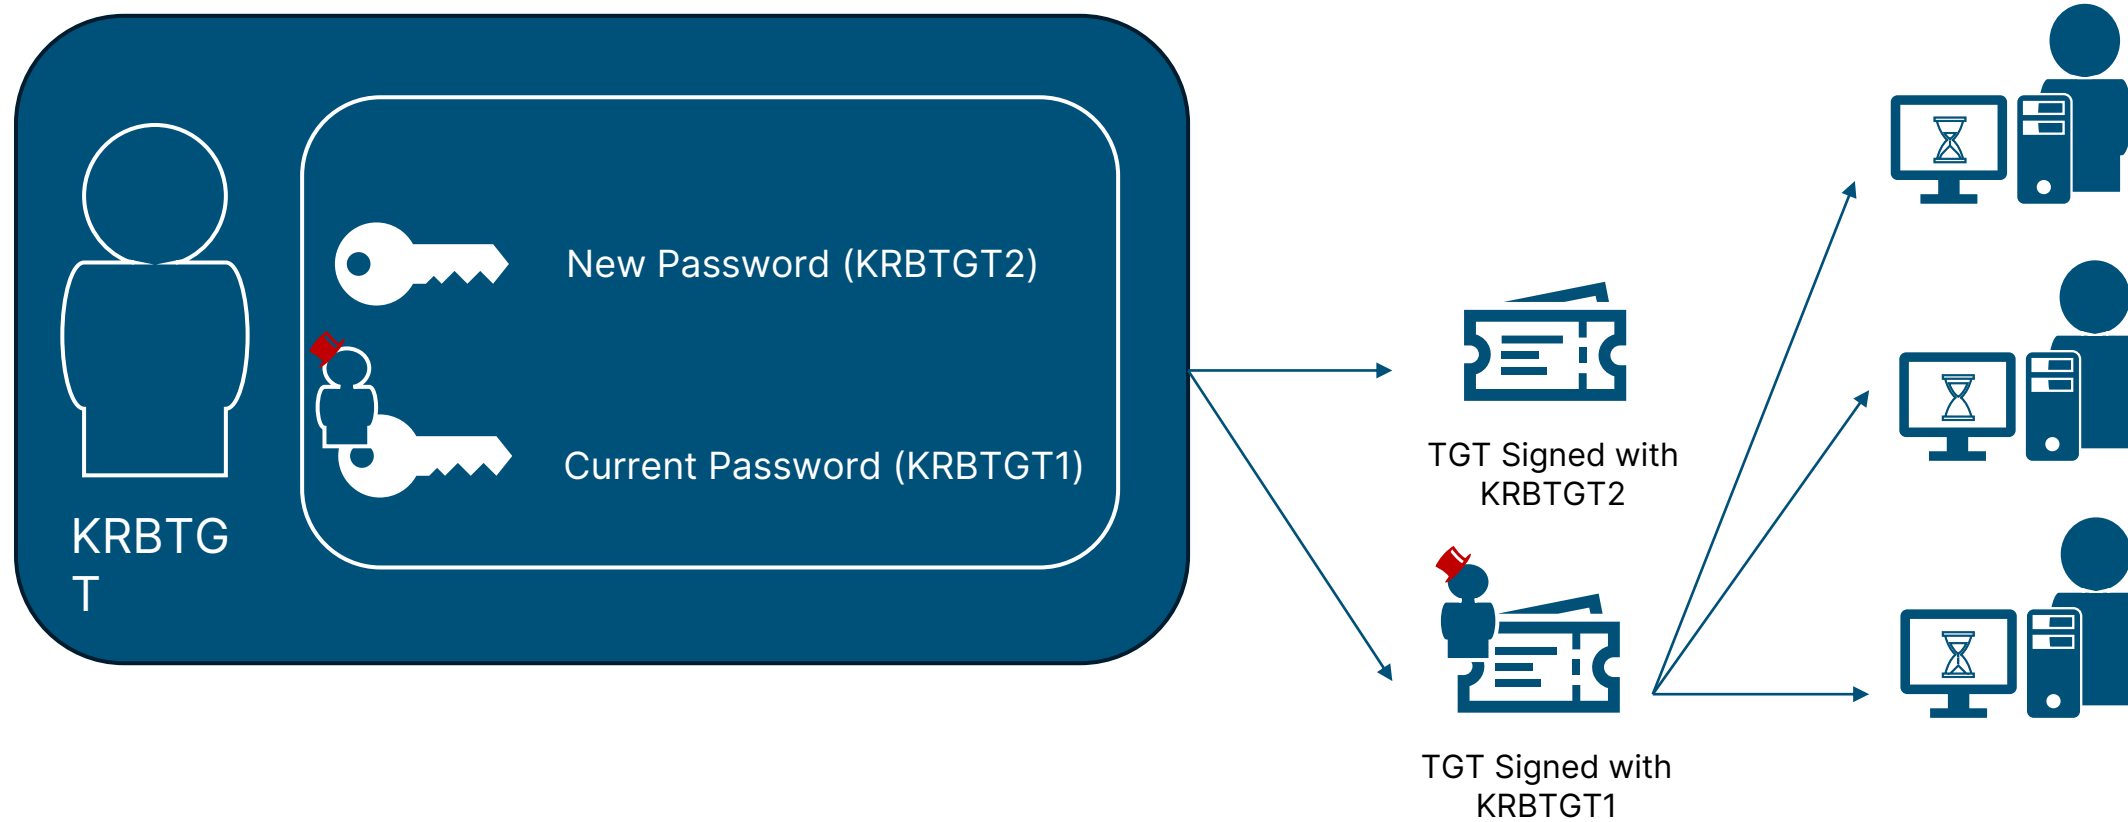 New Password (KRBTGT2)
Current Password (KRBTGT1)
KRBTG
T
TGT Signed with
KRBTGT2
TGT Signed with
KRBTGT1